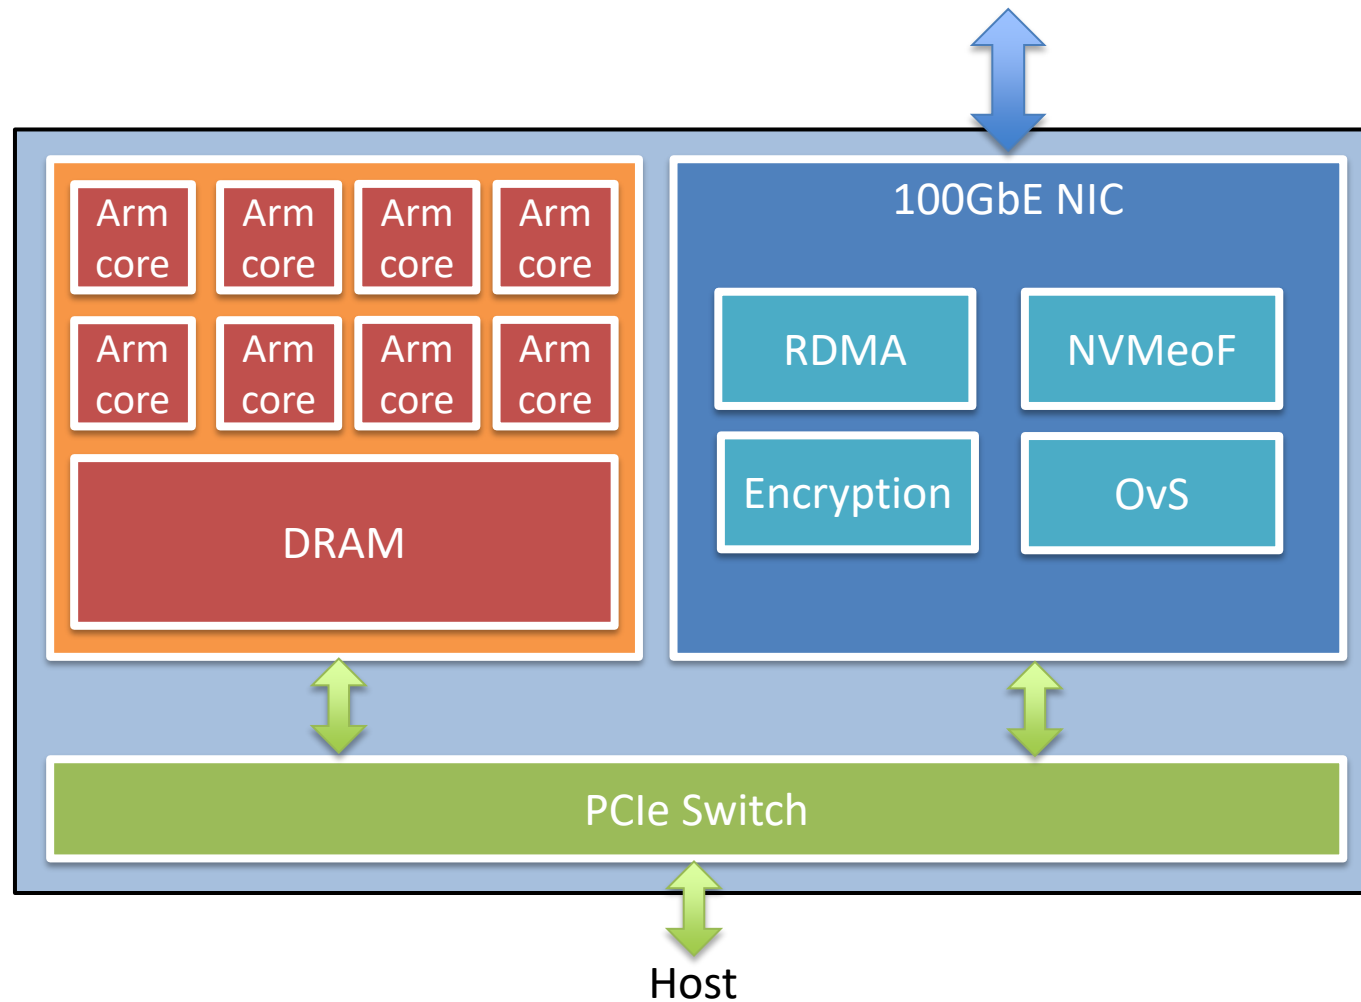 Arm
core
Arm
core
Arm
core
Arm
core
Arm
core
Arm
core
Arm
core
Arm
core
DRAM
100GbE NIC
RDMA
NVMeoF
Encryption
OvS
PCIe Switch
Host